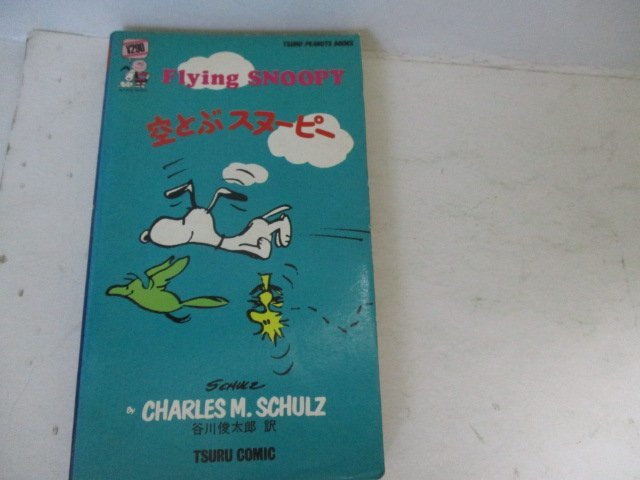 TSURU PEANUTS BOOKS
¥290
Flying SNOOPY
空とぶスヌーピー
SCHULZ
By CHARLES M. SCHULZ
谷川俊太郎 訳
TSURU COMIC